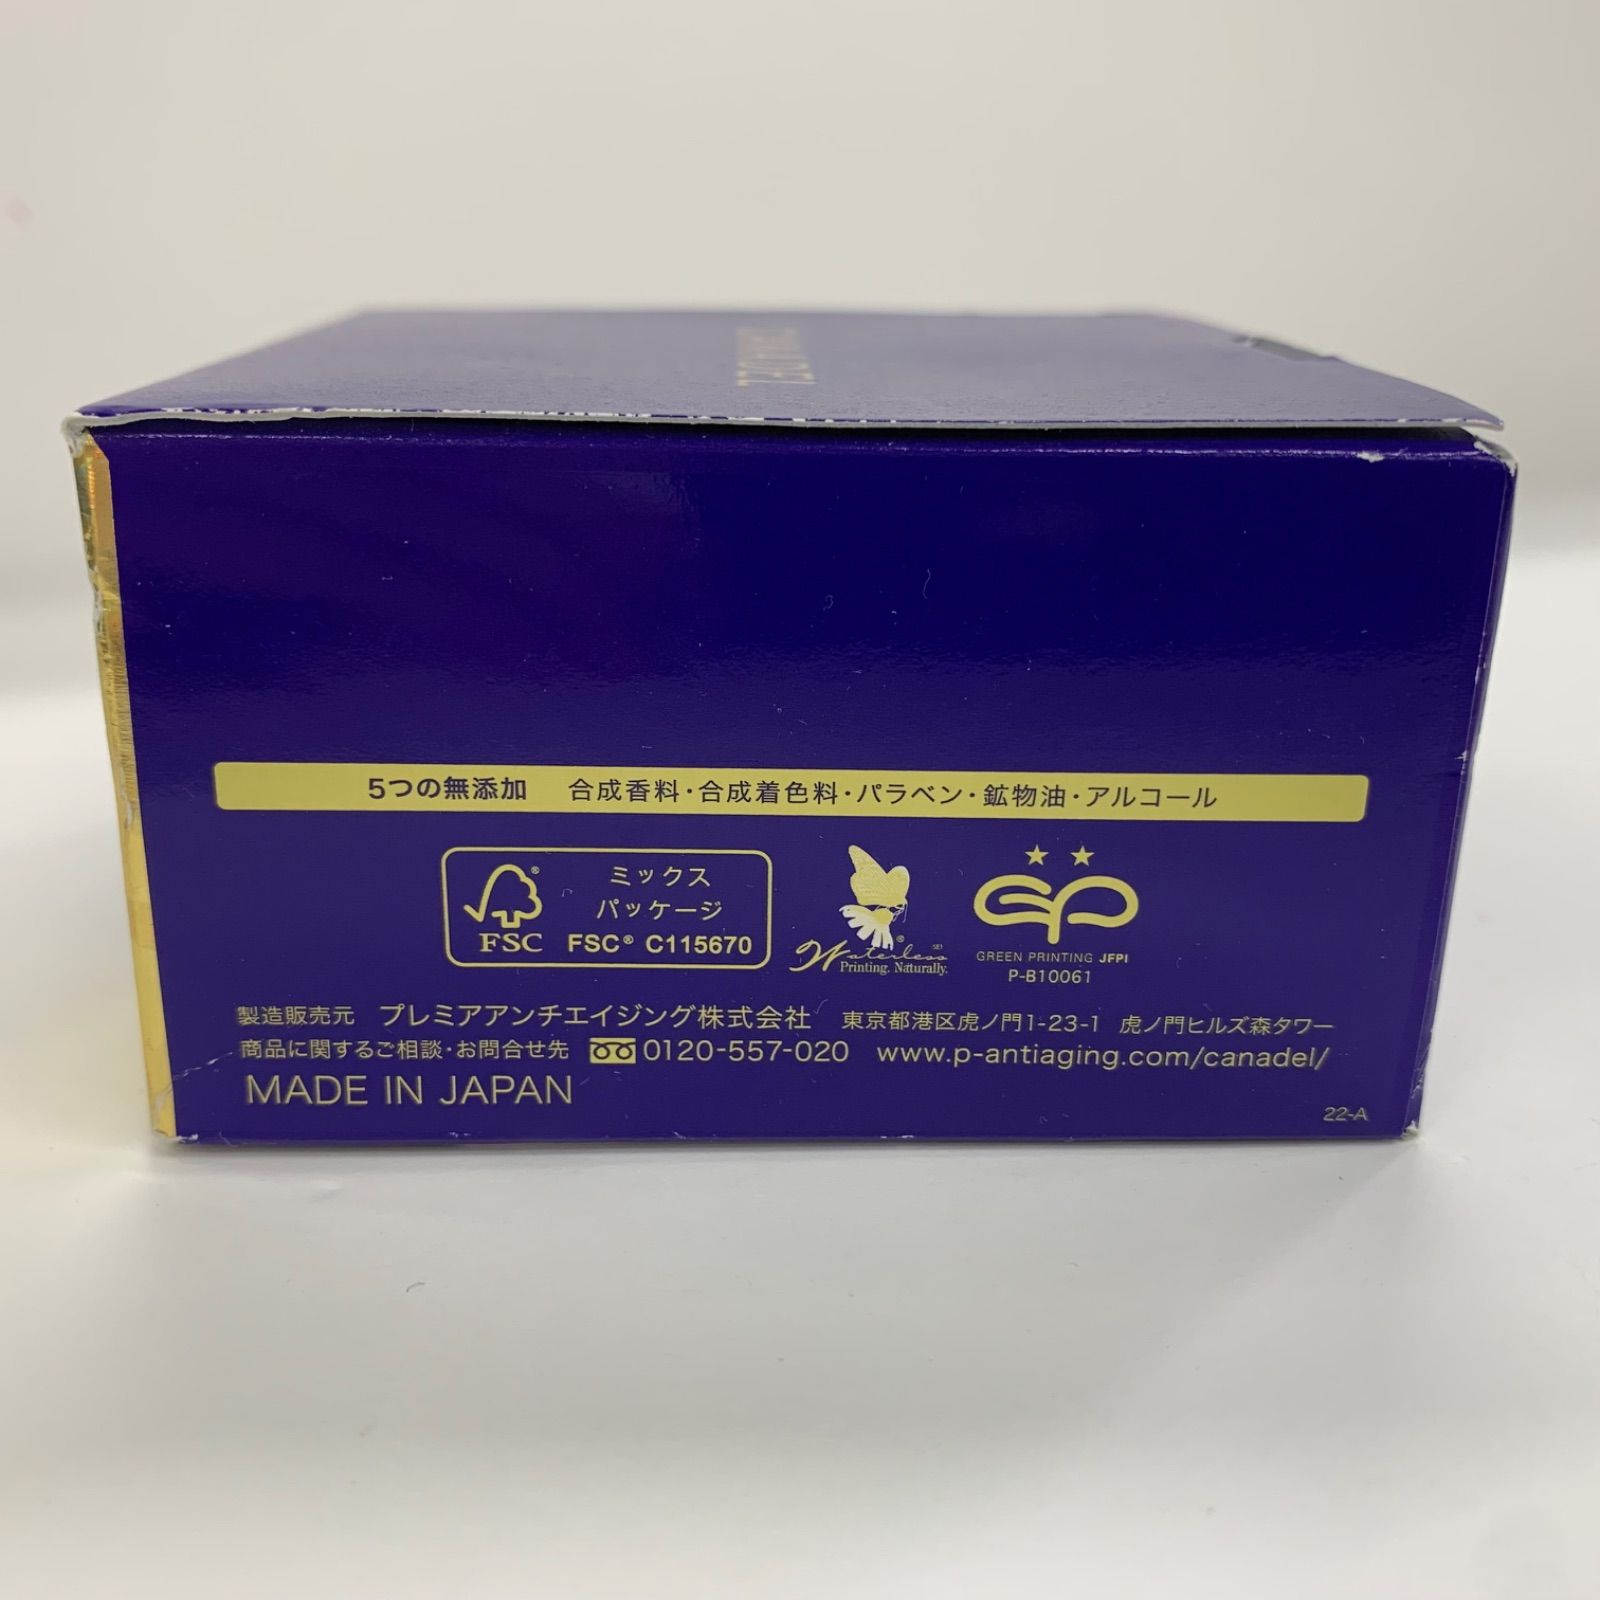 CANADEL
5つの無添加 合成香料・合成着色料・パラベン・鉱物油・アルコール
ミックス
パッケージ
FSC® FSC® C115670
Waterless® SEI
Printing. Naturally.
GREEN PRINTING JFPI
P-B10061
製造販売元 プレミアアンチエイジング株式会社 東京都港区虎ノ門1-23-1 虎ノ門ヒルズ森タワー
商品に関するご相談・お問合せ先 0120-557-020 www.p-antiaging.com/canadel/
MADE IN JAPAN
22-A